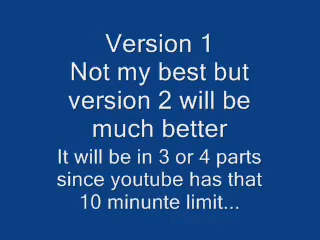 Version 1
Not my best but
version 2 will be
much better
It will be in 3 or 4 parts
since youtube has that
10 minunte limit...